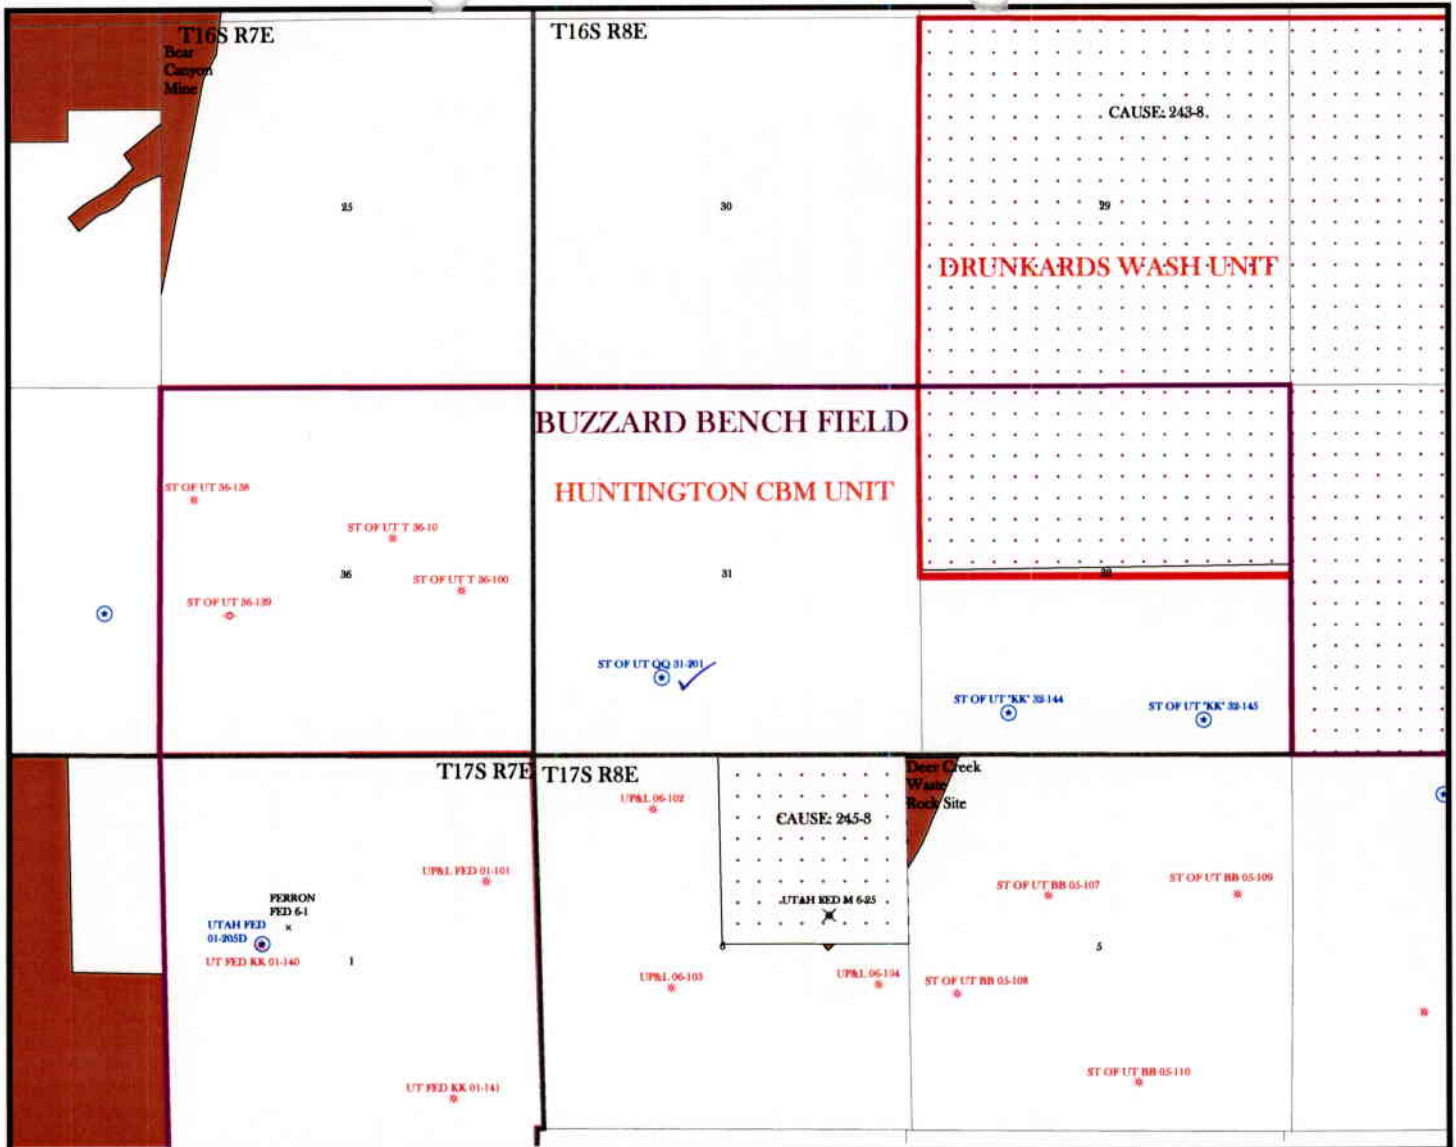 T16S R7E
T16S R8E
Bear
Canyon
Mine
CAUSE: 243-8
25
30
29
DRUNKARDS WASH UNIT
BUZZARD BENCH FIELD
HUNTINGTON CBM UNIT
ST OF UT 36-138
ST OF UT T 36-10
36
ST OF UT T 36-100
31
32
ST OF UT 36-139
ST OF UT QQ 31-201
ST OF UT "KK" 32-144
ST OF UT "KK" 32-145
T17S R7E
T17S R8E
Deer Creek
Waste
Rock Site
UP&L 06-102
CAUSE: 245-8
UP&L FED 01-101
ST OF UT BB 05-107
ST OF UT BB 05-109
FERRON
FED 6-1
UTAH FED M 6-25
UTAH FED
01-205D
UT FED KK 01-140
1
6
5
UP&L 06-103
UP&L 06-104
ST OF UT BB 05-108
UT FED KK 01-141
ST OF UT BB 05-110